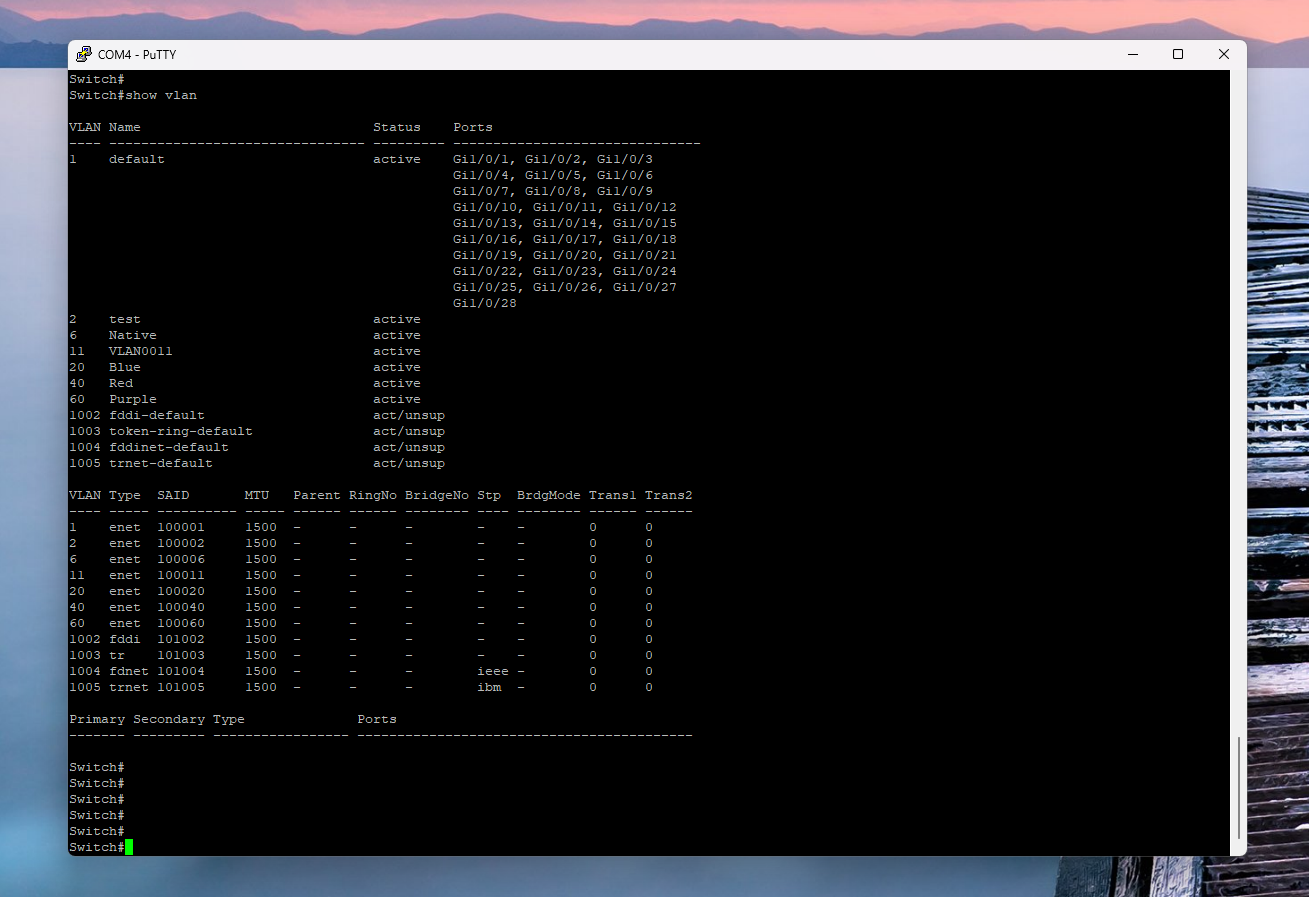 COM4 - PuTTY
Switch#
Switch#show vlan
VLAN Name                             Status    Ports
---- -------------------------------- --------- -------------------------------
1    default                          active    Gi1/0/1, Gi1/0/2, Gi1/0/3
                                                Gi1/0/4, Gi1/0/5, Gi1/0/6
                                                Gi1/0/7, Gi1/0/8, Gi1/0/9
                                                Gi1/0/10, Gi1/0/11, Gi1/0/12
                                                Gi1/0/13, Gi1/0/14, Gi1/0/15
                                                Gi1/0/16, Gi1/0/17, Gi1/0/18
                                                Gi1/0/19, Gi1/0/20, Gi1/0/21
                                                Gi1/0/22, Gi1/0/23, Gi1/0/24
                                                Gi1/0/25, Gi1/0/26, Gi1/0/27
                                                Gi1/0/28
2    test                             active
6    Native                           active
11   VLAN0011                         active
20   Blue                             active
40   Red                              active
60   Purple                           active
1002 fddi-default                     act/unsup
1003 token-ring-default               act/unsup
1004 fddinet-default                  act/unsup
1005 trnet-default                    act/unsup
VLAN Type  SAID       MTU   Parent RingNo BridgeNo Stp  BrdgMode Trans1 Trans2
---- ----- ---------- ----- ------ ------ -------- ---- -------- ------ ------
1    enet  100001     1500  -      -      -        -    -        0      0
2    enet  100002     1500  -      -      -        -    -        0      0
6    enet  100006     1500  -      -      -        -    -        0      0
11   enet  100011     1500  -      -      -        -    -        0      0
20   enet  100020     1500  -      -      -        -    -        0      0
40   enet  100040     1500  -      -      -        -    -        0      0
60   enet  100060     1500  -      -      -        -    -        0      0
1002 fddi  101002     1500  -      -      -        -    -        0      0
1003 tr    101003     1500  -      -      -        -    -        0      0
1004 fdnet 101004     1500  -      -      -        ieee -        0      0
1005 trnet 101005     1500  -      -      -        ibm  -        0      0
Primary Secondary Type              Ports
------- --------- ----------------- ------------------------------------------
Switch#
Switch#
Switch#
Switch#
Switch#
Switch#